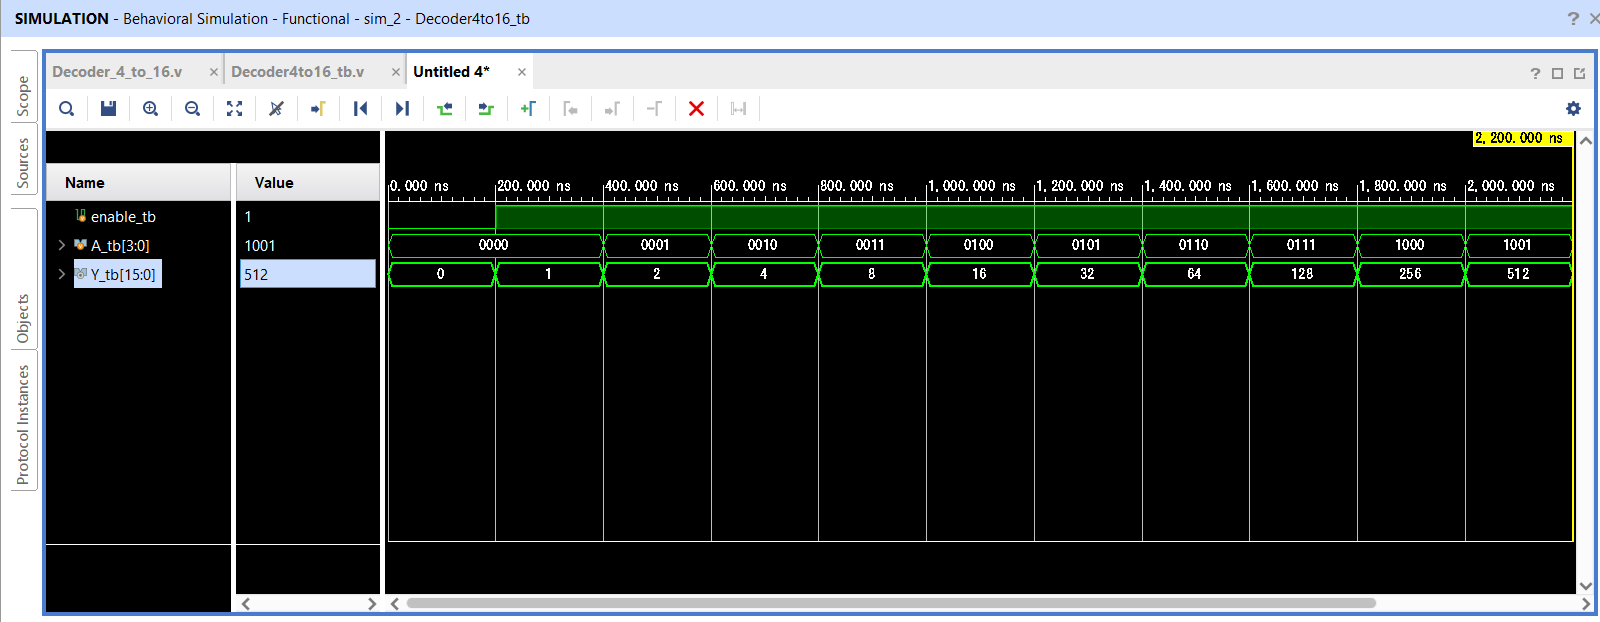 SIMULATION - Behavioral Simulation - Functional - sim_2 - Decoder4to16_tb
Scope
Sources
Objects
Protocol Instances
Decoder_4_to_16.v
Decoder4to16_tb.v
Untitled 4*
2,200.000 ns
Name Value
0.000 ns 200.000 ns 400.000 ns 600.000 ns 800.000 ns 1,000.000 ns 1,200.000 ns 1,400.000 ns 1,600.000 ns 1,800.000 ns 2,000.000 ns
enable_tb 1
A_tb[3:0] 1001 0000 0001 0010 0011 0100 0101 0110 0111 1000 1001
Y_tb[15:0] 512 0 1 2 4 8 16 32 64 128 256 512